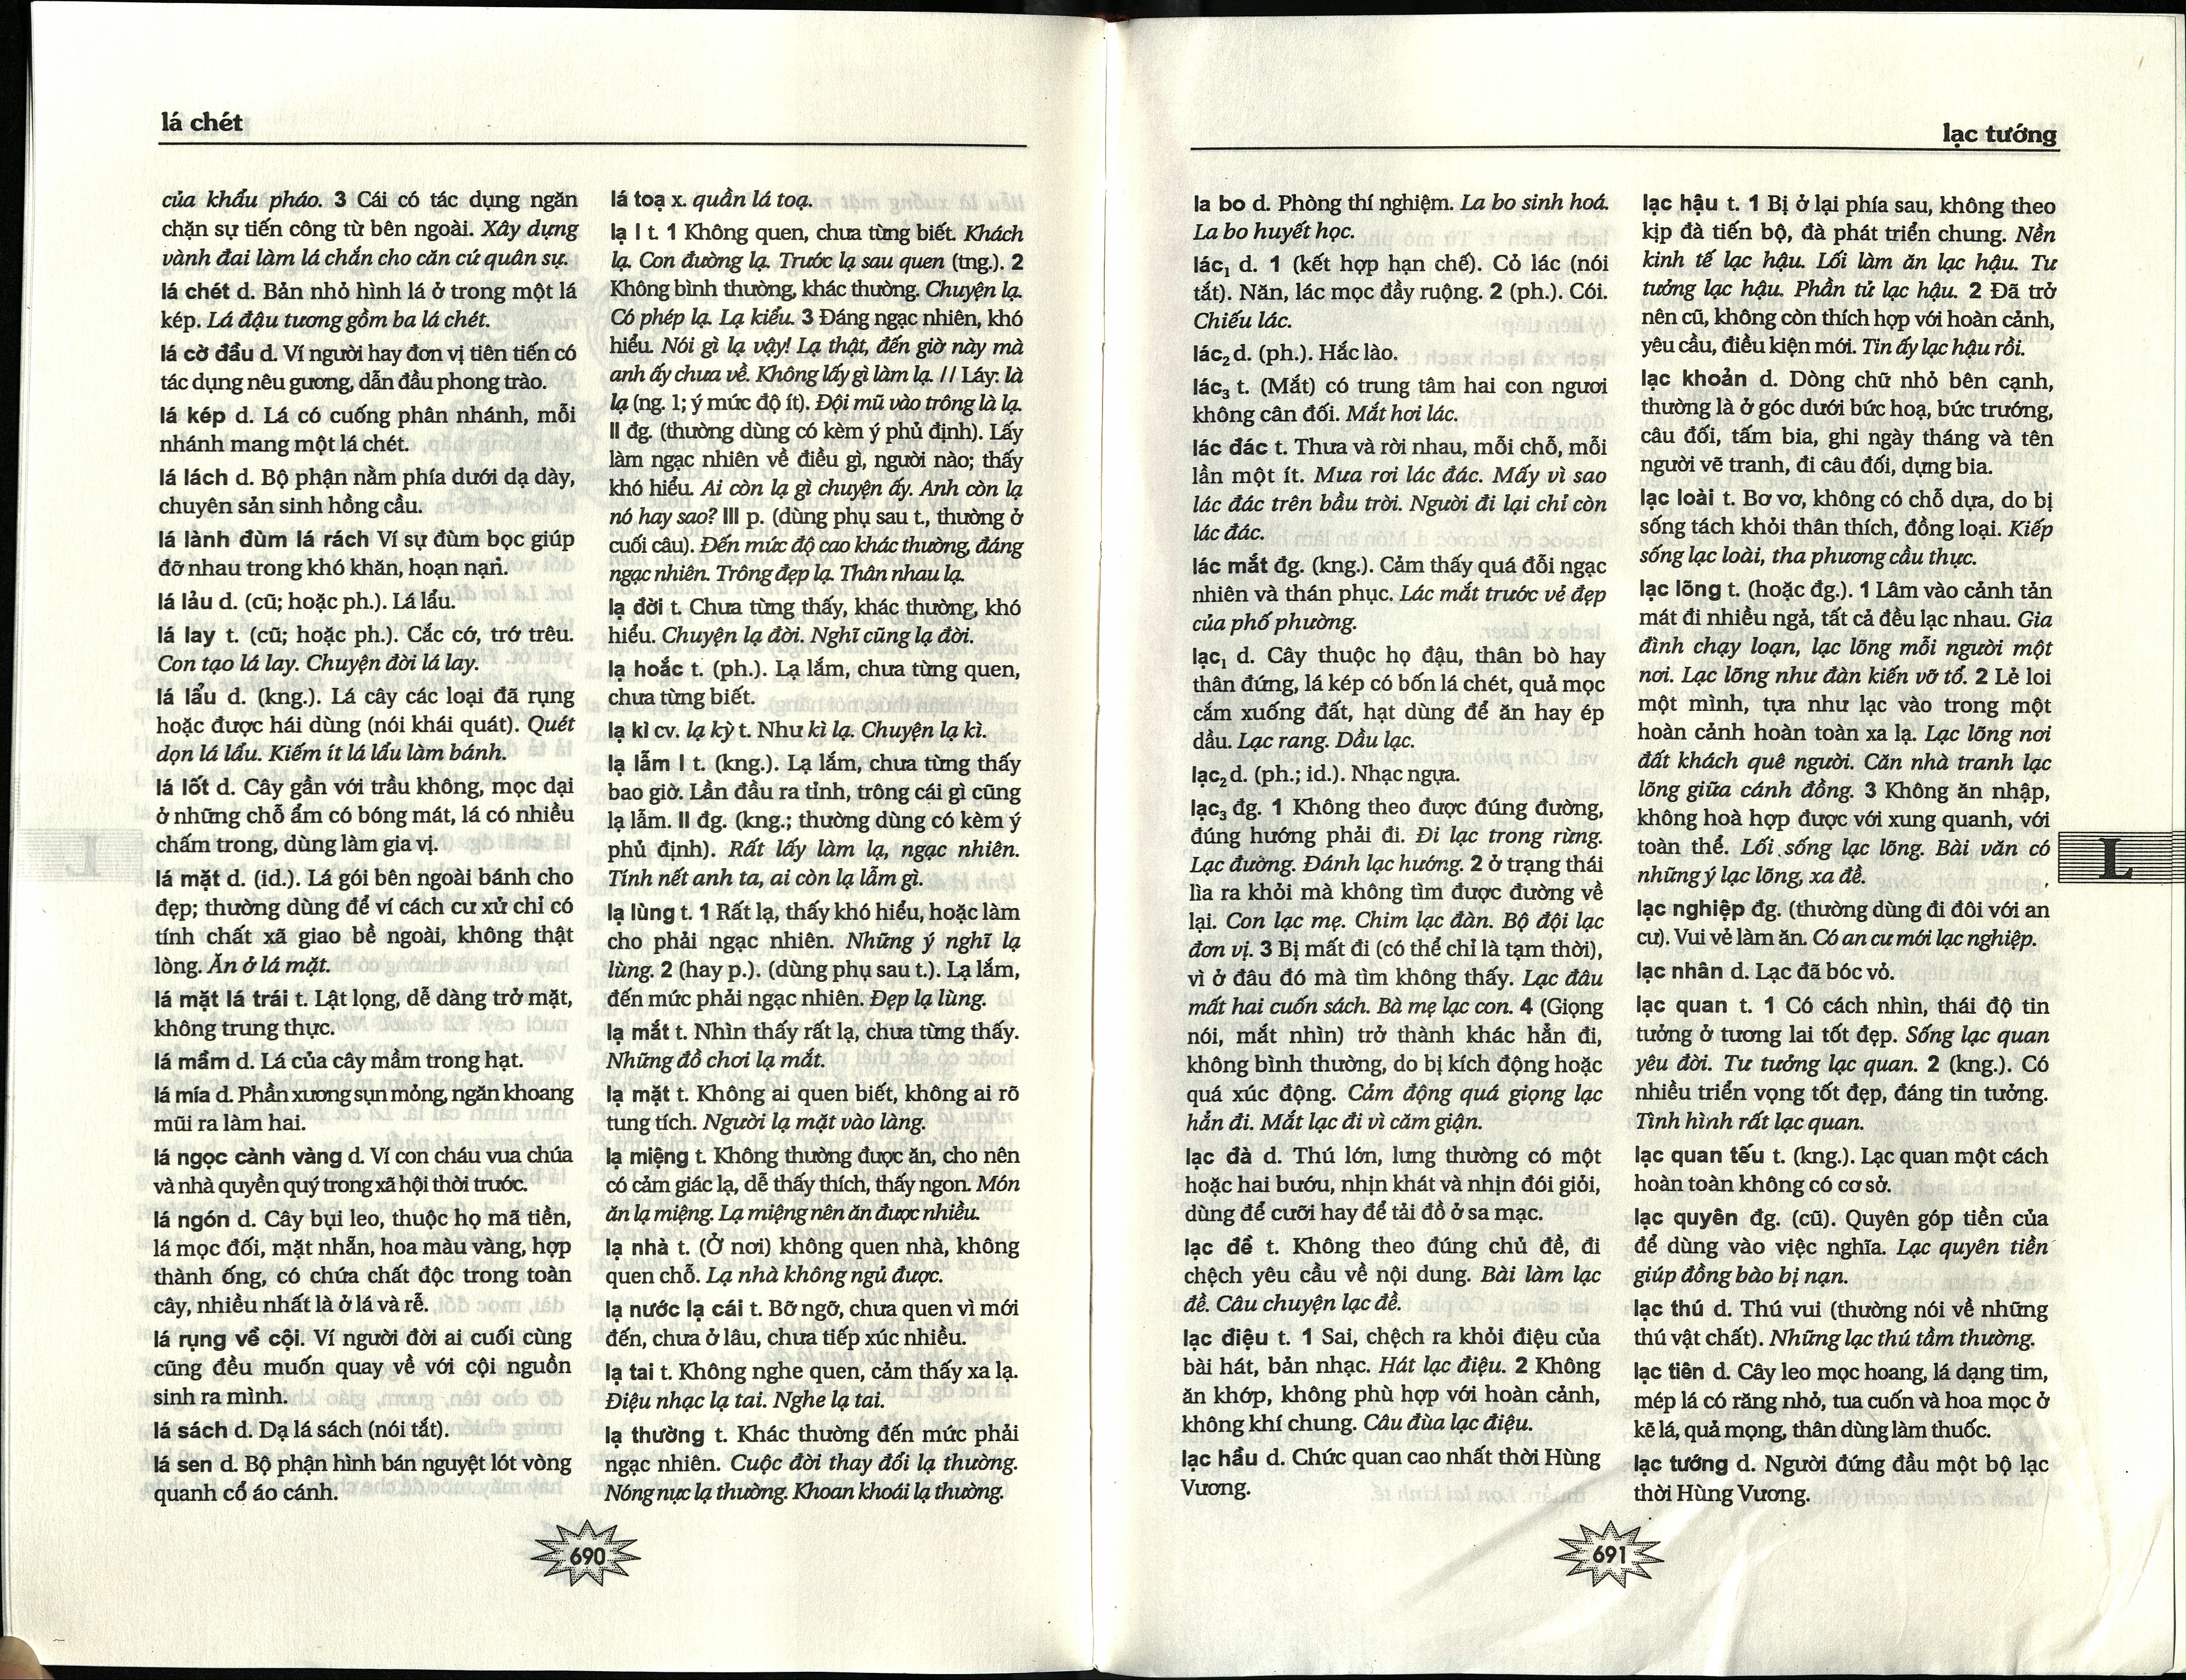 lá chét
của khẩu pháo. 3 Cái có tác dụng ngăn
chặn sự tiến công từ bên ngoài. Xây dựng
vành đai làm lá chắn cho căn cứ quân sự.
lá chét d. Bản nhỏ hình lá ở trong một lá
kép. Lá đậu tương gồm ba lá chét.
lá cờ đầu d. Ví người hay đơn vị tiên tiến có
tác dụng nêu gương, dẫn đầu phong trào.
lá kép d. Lá có cuống phân nhánh, mỗi
nhánh mang một lá chét.
lá lách d. Bộ phận nằm phía dưới dạ dày,
chuyên sản sinh hồng cầu.
lá lành đùm lá rách Ví sự đùm bọc giúp
đỡ nhau trong khó khăn, hoạn nạn.
lá lảu d. (cũ; hoặc ph.). Lá lẩu.
lá lay t. (cũ; hoặc ph.). Cắc cớ, trớ trêu.
Con tạo lá lay. Chuyện đời lá lay.
lá lẩu d. (kng.). Lá cây các loại đã rụng
hoặc được hái dùng (nói khái quát). Quét
dọn lá lẩu. Kiếm ít lá lẩu làm bánh.
lá lốt d. Cây gần với trầu không, mọc dại
ở những chỗ ẩm có bóng mát, lá có nhiều
chấm trong, dùng làm gia vị.
lá mặt d. (id.). Lá gói bên ngoài bánh cho
đẹp; thường dùng để ví cách cư xử chỉ có
tính chất xã giao bề ngoài, không thật
lòng. Ăn ở lá mặt.
lá mặt lá trái t. Lật lọng, dễ dàng trở mặt,
không trung thực.
lá mầm d. Lá của cây mầm trong hạt.
lá mía d. Phần xương sụn mỏng, ngăn khoang
mũi ra làm hai.
lá ngọc cành vàng d. Ví con cháu vua chúa
và nhà quyền quý trong xã hội thời trước.
lá ngón d. Cây bụi leo, thuộc họ mã tiền,
lá mọc đối, mặt nhẵn, hoa màu vàng, hợp
thành ống, có chứa chất độc trong toàn
cây, nhiều nhất là ở lá và rễ.
lá rụng về cội. Ví người đời ai cuối cùng
cũng đều muốn quay về với cội nguồn
sinh ra mình.
lá sách d. Dạ lá sách (nói tắt).
lá sen d. Bộ phận hình bán nguyệt lót vòng
quanh cổ áo cánh.
lá toạ x. quần lá toạ.
lạ I t. 1 Không quen, chưa từng biết. Khách
lạ. Con đường lạ. Trước lạ sau quen (tng.). 2
Không bình thường, khác thường. Chuyện lạ.
Có phép lạ. Lạ kiểu. 3 Đáng ngạc nhiên, khó
hiểu. Nói gì lạ vậy! Lạ thật, đến giờ này mà
anh ấy chưa về. Không lấy gì làm lạ. // Láy: là
lạ (ng. 1; ý mức độ ít). Đội mũ vào trông là lạ.
II đg. (thường dùng có kèm ý phủ định). Lấy
làm ngạc nhiên về điều gì, người nào; thấy
khó hiểu. Ai còn lạ gì chuyện ấy. Anh còn lạ
nó hay sao? III p. (dùng phụ sau t., thường ở
cuối câu). Đến mức độ cao khác thường, đáng
ngạc nhiên. Trông đẹp lạ. Thân nhau lạ.
lạ đời t. Chưa từng thấy, khác thường, khó
hiểu. Chuyện lạ đời. Nghĩ cũng lạ đời.
lạ hoắc t. (ph.). Lạ lắm, chưa từng quen,
chưa từng biết.
lạ kì cv. lạ kỳ t. Như kì lạ. Chuyện lạ kì.
lạ lẫm I t. (kng.). Lạ lắm, chưa từng thấy
bao giờ. Lần đầu ra tỉnh, trông cái gì cũng
lạ lẫm. II đg. (kng.; thường dùng có kèm ý
phủ định). Rất lấy làm lạ, ngạc nhiên.
Tính nết anh ta, ai còn lạ lẫm gì.
lạ lùng t. 1 Rất lạ, thấy khó hiểu, hoặc làm
cho phải ngạc nhiên. Những ý nghĩ lạ
lùng. 2 (hay p.). (dùng phụ sau t.). Lạ lắm,
đến mức phải ngạc nhiên. Đẹp lạ lùng.
lạ mắt t. Nhìn thấy rất lạ, chưa từng thấy.
Những đồ chơi lạ mắt.
lạ mặt t. Không ai quen biết, không ai rõ
tung tích. Người lạ mặt vào làng.
lạ miệng t. Không thường được ăn, cho nên
có cảm giác lạ, dễ thấy thích, thấy ngon. Món
ăn lạ miệng. Lạ miệng nên ăn được nhiều.
lạ nhà t. (Ở nơi) không quen nhà, không
quen chỗ. Lạ nhà không ngủ được.
lạ nước lạ cái t. Bỡ ngỡ, chưa quen vì mới
đến, chưa ở lâu, chưa tiếp xúc nhiều.
lạ tai t. Không nghe quen, cảm thấy xa lạ.
Điệu nhạc lạ tai. Nghe lạ tai.
lạ thường t. Khác thường đến mức phải
ngạc nhiên. Cuộc đời thay đổi lạ thường.
Nóng nực lạ thường. Khoan khoái lạ thường.
690
lạc tướng
la bo d. Phòng thí nghiệm. La bo sinh hoá.
La bo huyết học.
lác1 d. 1 (kết hợp hạn chế). Cỏ lác (nói
tắt). Năn, lác mọc đầy ruộng. 2 (ph.). Cói.
Chiếu lác.
lác2 d. (ph.). Hắc lào.
lác3 t. (Mắt) có trung tâm hai con ngươi
không cân đối. Mắt hơi lác.
lác đác t. Thưa và rời nhau, mỗi chỗ, mỗi
lần một ít. Mưa rơi lác đác. Mấy vì sao
lác đác trên bầu trời. Người đi lại chỉ còn
lác đác.
lác mắt đg. (kng.). Cảm thấy quá đỗi ngạc
nhiên và thán phục. Lác mắt trước vẻ đẹp
của phố phường.
lạc1 d. Cây thuộc họ đậu, thân bò hay
thân đứng, lá kép có bốn lá chét, quả mọc
cắm xuống đất, hạt dùng để ăn hay ép
dầu. Lạc rang. Dầu lạc.
lạc2 d. (ph.; id.). Nhạc ngựa.
lạc3 đg. 1 Không theo được đúng đường,
đúng hướng phải đi. Đi lạc trong rừng.
Lạc đường. Đánh lạc hướng. 2 ở trạng thái
lìa ra khỏi mà không tìm được đường về
lại. Con lạc mẹ. Chim lạc đàn. Bộ đội lạc
đơn vị. 3 Bị mất đi (có thể chỉ là tạm thời),
vì ở đâu đó mà tìm không thấy. Lạc đâu
mất hai cuốn sách. Bà mẹ lạc con. 4 (Giọng
nói, mắt nhìn) trở thành khác hẳn đi,
không bình thường, do bị kích động hoặc
quá xúc động. Cảm động quá giọng lạc
hẳn đi. Mắt lạc đi vì căm giận.
lạc đà d. Thú lớn, lưng thường có một
hoặc hai bướu, nhịn khát và nhịn đói giỏi,
dùng để cưỡi hay để tải đồ ở sa mạc.
lạc đề t. Không theo đúng chủ đề, đi
chệch yêu cầu về nội dung. Bài làm lạc
đề. Câu chuyện lạc đề.
lạc điệu t. 1 Sai, chệch ra khỏi điệu của
bài hát, bản nhạc. Hát lạc điệu. 2 Không
ăn khớp, không phù hợp với hoàn cảnh,
không khí chung. Câu đùa lạc điệu.
lạc hầu d. Chức quan cao nhất thời Hùng
Vương.
lạc hậu t. 1 Bị ở lại phía sau, không theo
kịp đà tiến bộ, đà phát triển chung. Nền
kinh tế lạc hậu. Lối làm ăn lạc hậu. Tư
tưởng lạc hậu. Phần tử lạc hậu. 2 Đã trở
nên cũ, không còn thích hợp với hoàn cảnh,
yêu cầu, điều kiện mới. Tin ấy lạc hậu rồi.
lạc khoản d. Dòng chữ nhỏ bên cạnh,
thường là ở góc dưới bức hoạ, bức trướng,
câu đối, tấm bia, ghi ngày tháng và tên
người vẽ tranh, đi câu đối, dựng bia.
lạc loài t. Bơ vơ, không có chỗ dựa, do bị
sống tách khỏi thân thích, đồng loại. Kiếp
sống lạc loài, tha phương cầu thực.
lạc lõng t. (hoặc đg.). 1 Lâm vào cảnh tản
mát đi nhiều ngả, tất cả đều lạc nhau. Gia
đình chạy loạn, lạc lõng mỗi người một
nơi. Lạc lõng như đàn kiến vỡ tổ. 2 Lẻ loi
một mình, tựa như lạc vào trong một
hoàn cảnh hoàn toàn xa lạ. Lạc lõng nơi
đất khách quê người. Căn nhà tranh lạc
lõng giữa cánh đồng. 3 Không ăn nhập,
không hoà hợp được với xung quanh, với
toàn thể. Lối sống lạc lõng. Bài văn có
những ý lạc lõng, xa đề.
lạc nghiệp đg. (thường dùng đi đôi với an
cư). Vui vẻ làm ăn. Có an cư mới lạc nghiệp.
lạc nhân d. Lạc đã bóc vỏ.
lạc quan t. 1 Có cách nhìn, thái độ tin
tưởng ở tương lai tốt đẹp. Sống lạc quan
yêu đời. Tư tưởng lạc quan. 2 (kng.). Có
nhiều triển vọng tốt đẹp, đáng tin tưởng.
Tình hình rất lạc quan.
lạc quan tếu t. (kng.). Lạc quan một cách
hoàn toàn không có cơ sở.
lạc quyên đg. (cũ). Quyên góp tiền của
để dùng vào việc nghĩa. Lạc quyên tiền
giúp đồng bào bị nạn.
lạc thú d. Thú vui (thường nói về những
thú vật chất). Những lạc thú tầm thường.
lạc tiên d. Cây leo mọc hoang, lá dạng tim,
mép lá có răng nhỏ, tua cuốn và hoa mọc ở
kẽ lá, quả mọng, thân dùng làm thuốc.
lạc tướng d. Người đứng đầu một bộ lạc
thời Hùng Vương.
L
691